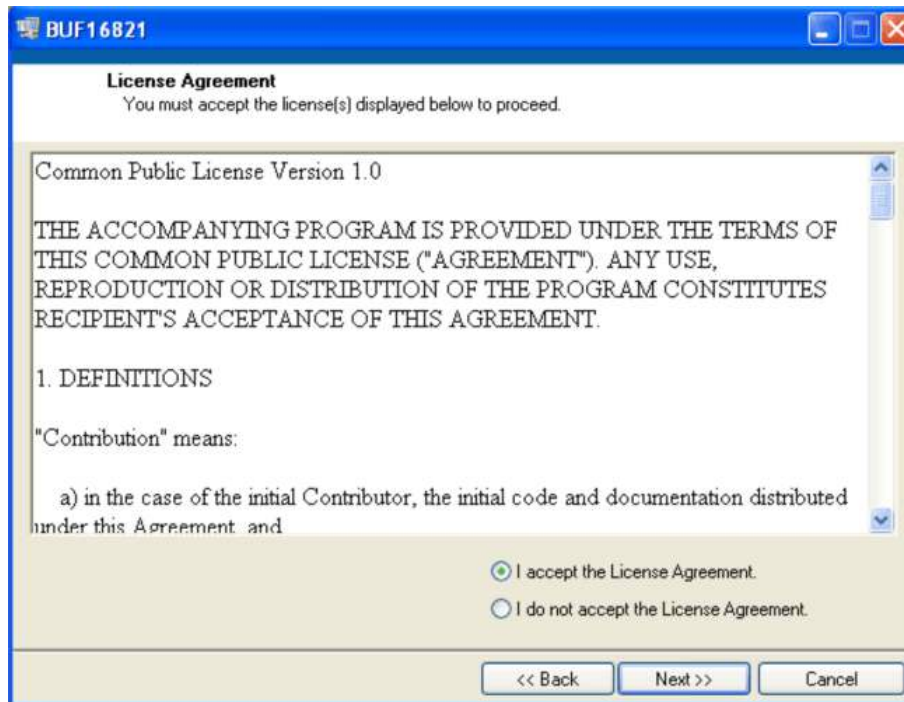 BUF16821
License Agreement
You must accept the license(s) displayed below to proceed.
Common Public License Version 1.0
THE ACCOMPANYING PROGRAM IS PROVIDED UNDER THE TERMS OF
THIS COMMON PUBLIC LICENSE ("AGREEMENT"). ANY USE,
REPRODUCTION OR DISTRIBUTION OF THE PROGRAM CONSTITUTES
RECIPIENT'S ACCEPTANCE OF THIS AGREEMENT.
1. DEFINITIONS
"Contribution" means:
a) in the case of the initial Contributor, the initial code and documentation distributed
under this Agreement, and
I accept the License Agreement.
I do not accept the License Agreement.
<< Back Next >> Cancel